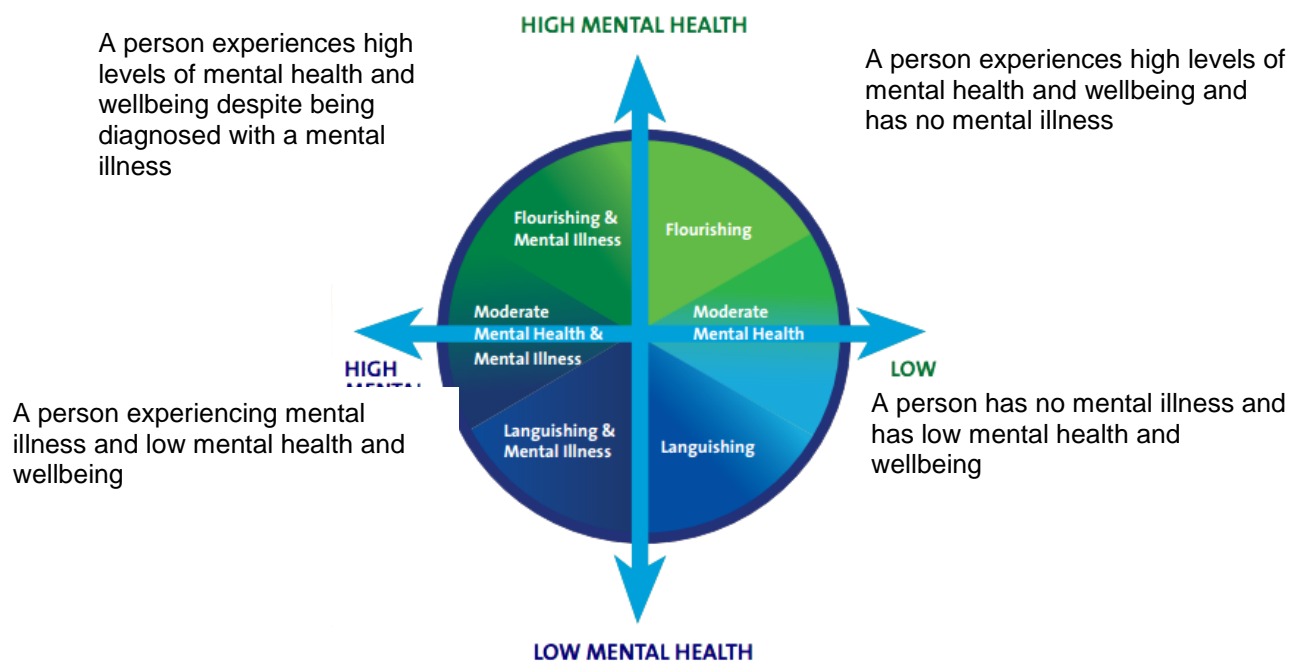 HIGH MENTAL HEALTH
A person experiences high
levels of mental health and
wellbeing despite being
diagnosed with a mental
illness
A person experiences high levels of
mental health and wellbeing and
has no mental illness
Flourishing &
Mental Illness
Flourishing
Moderate
Mental Health &
Mental Illness
Moderate
Mental Health
HIGH
MENTAL
LOW
A person experiencing mental
illness and low mental health and
wellbeing
A person has no mental illness and
has low mental health and
wellbeing
Languishing &
Mental Illness
Languishing
LOW MENTAL HEALTH